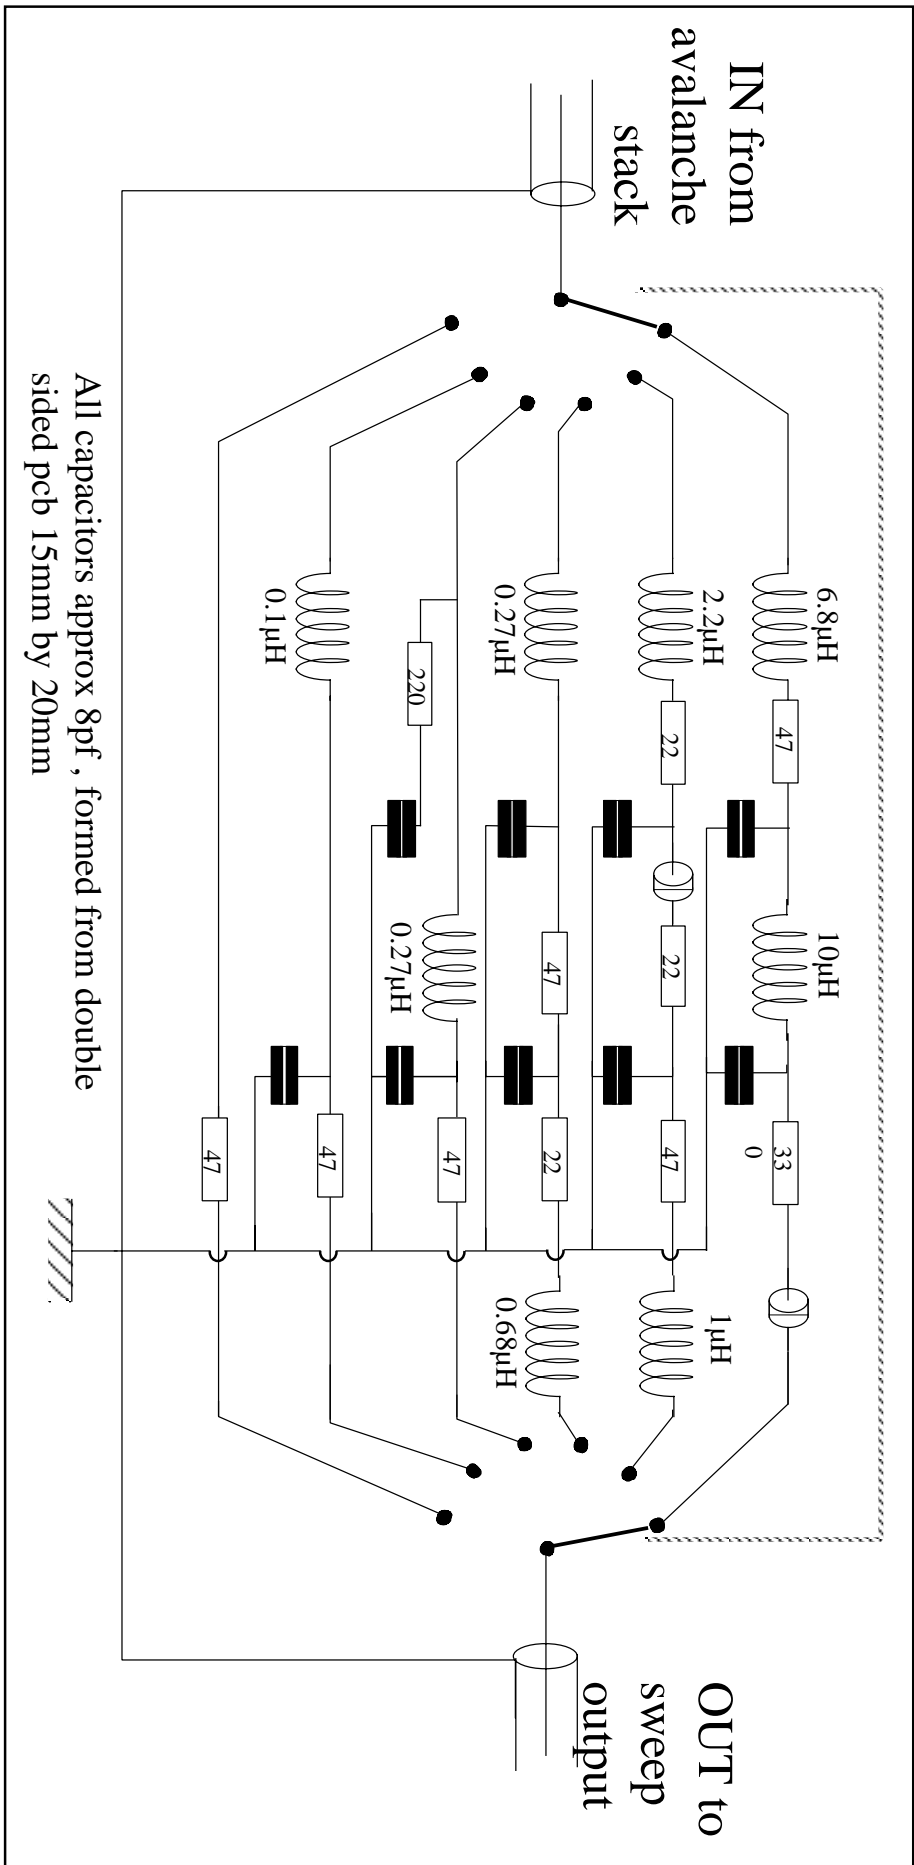 IN from
avalanche
stack
OUT to
sweep
output
6.8µH
47
10µH
33
0
2.2µH
22
22
47
1µH
0.27µH
47
22
0.68µH
220
0.27µH
47
0.1µH
47
47
All capacitors approx 8pf , formed from double
sided pcb 15mm by 20mm